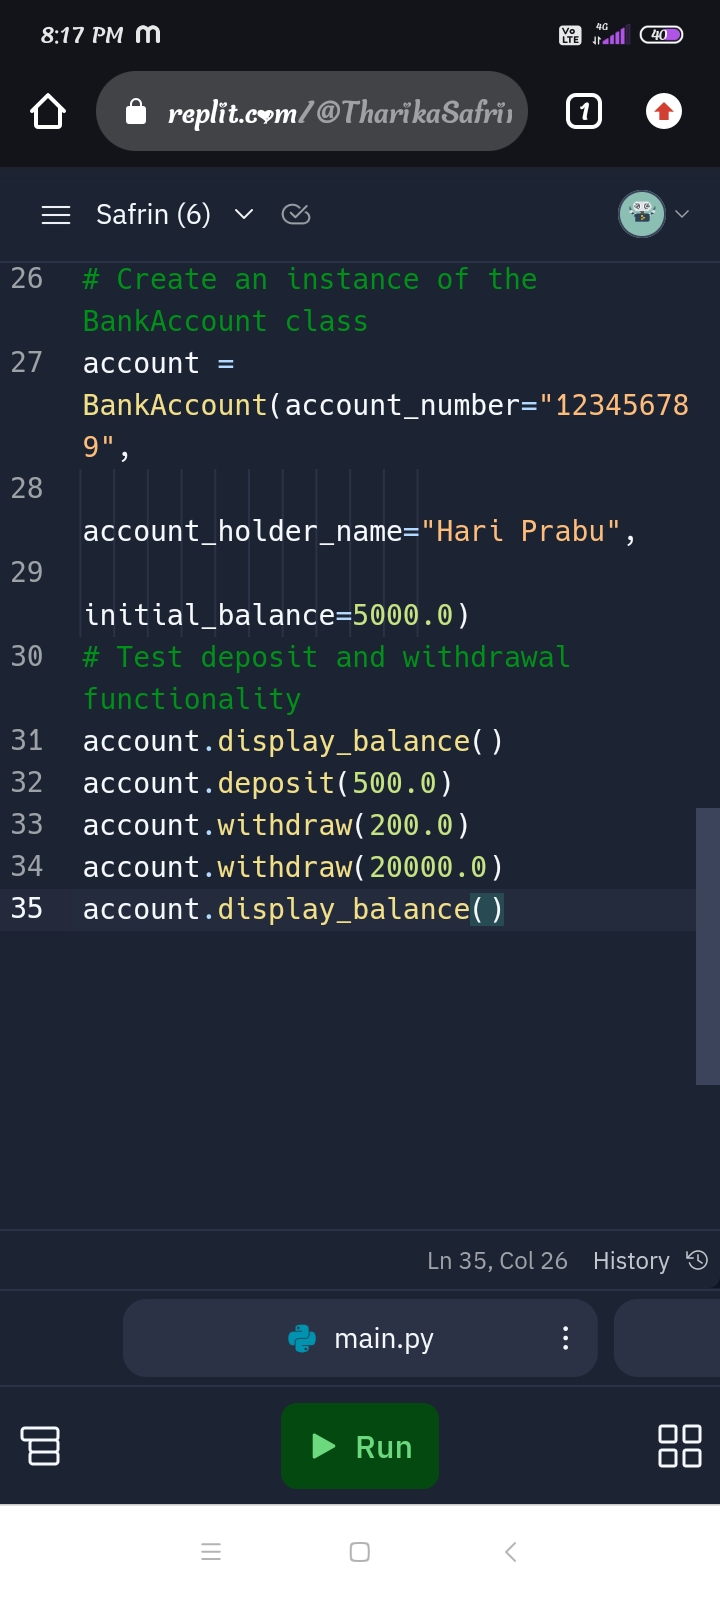 8:17 PM
Vo LTE 4G 40
replit.com/@TharikaSafrin
1
Safrin (6)
26 # Create an instance of the
BankAccount class
27 account =
BankAccount(account_number="12345678
9",
28
account_holder_name="Hari Prabu",
29
initial_balance=5000.0)
30 # Test deposit and withdrawal
functionality
31 account.display_balance()
32 account.deposit(500.0)
33 account.withdraw(200.0)
34 account.withdraw(20000.0)
35 account.display_balance()
Ln 35, Col 26 History
main.py
Run